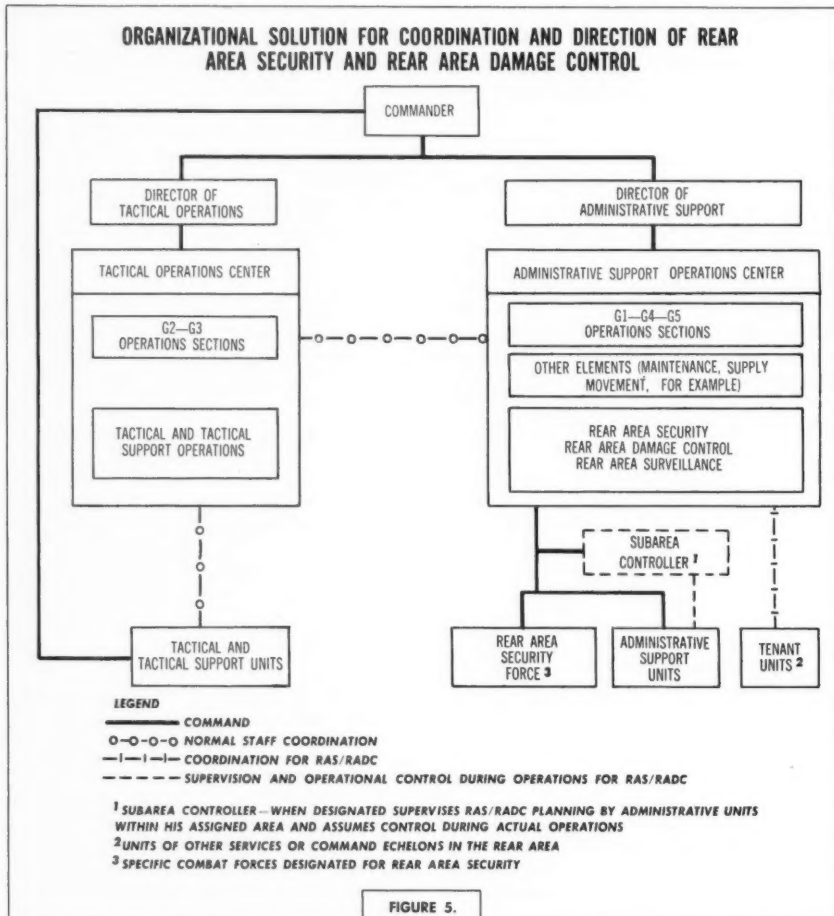 ORGANIZATIONAL SOLUTION FOR COORDINATION AND DIRECTION OF REAR
AREA SECURITY AND REAR AREA DAMAGE CONTROL
COMMANDER
DIRECTOR OF
TACTICAL OPERATIONS
DIRECTOR OF
ADMINISTRATIVE SUPPORT
TACTICAL OPERATIONS CENTER
G2—G3
OPERATIONS SECTIONS
TACTICAL AND TACTICAL
SUPPORT OPERATIONS
ADMINISTRATIVE SUPPORT OPERATIONS CENTER
G1—G4—G5
OPERATIONS SECTIONS
OTHER ELEMENTS (MAINTENANCE, SUPPLY
MOVEMENT, FOR EXAMPLE)
REAR AREA SECURITY
REAR AREA DAMAGE CONTROL
REAR AREA SURVEILLANCE
SUBAREA
CONTROLLER 1
TACTICAL AND
TACTICAL SUPPORT UNITS
REAR AREA
SECURITY
FORCE 3
ADMINISTRATIVE
SUPPORT
UNITS
TENANT
UNITS 2
LEGEND
COMMAND
NORMAL STAFF COORDINATION
COORDINATION FOR RAS/RADC
SUPERVISION AND OPERATIONAL CONTROL DURING OPERATIONS FOR RAS/RADC
1 SUBAREA CONTROLLER—WHEN DESIGNATED SUPERVISES RAS/RADC PLANNING BY ADMINISTRATIVE UNITS
WITHIN HIS ASSIGNED AREA AND ASSUMES CONTROL DURING ACTUAL OPERATIONS
2 UNITS OF OTHER SERVICES OR COMMAND ECHELONS IN THE REAR AREA
3 SPECIFIC COMBAT FORCES DESIGNATED FOR REAR AREA SECURITY
FIGURE 5.